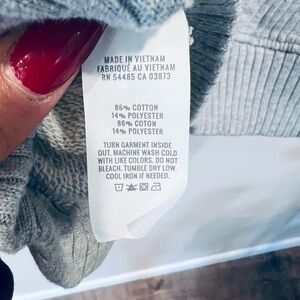 MADE IN VIETNAM
FABRIQUÉ AU VIETNAM
RN 54485 CA 03873
86% COTTON
14% POLYESTER
86% COTON
14% POLYESTER
TURN GARMENT INSIDE
OUT. MACHINE WASH COLD
WITH LIKE COLORS. DO NOT
BLEACH, TUMBLE DRY LOW.
COOL IRON IF NEEDED.